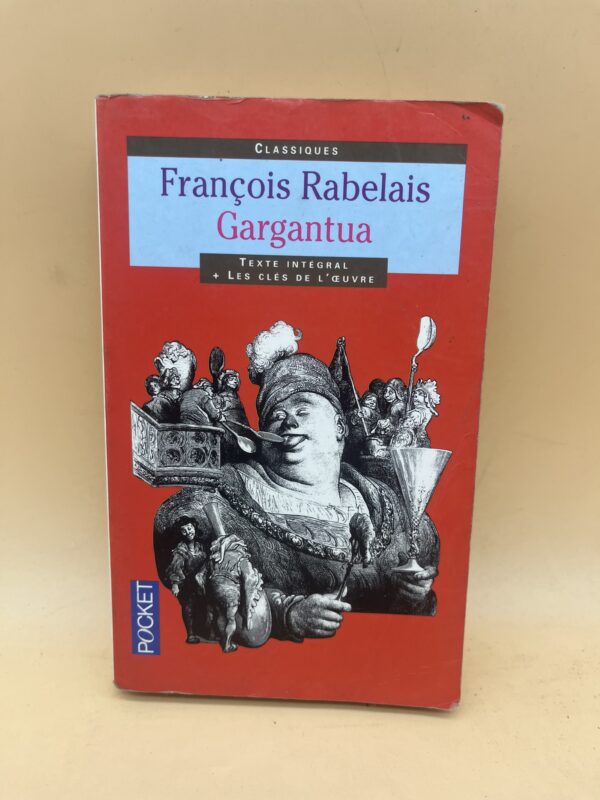 CLASSIQUES
François Rabelais
Gargantua
TEXTE INTÉGRAL
+ LES CLÉS DE L'ŒUVRE
POCKET